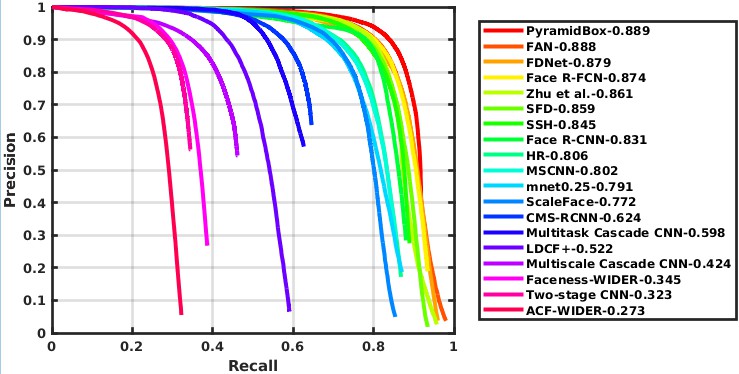 1
0.9
0.8
0.7
0.6
0.5
0.4
0.3
0.2
0.1
0
Precision
0 0.2 0.4 0.6 0.8 1
Recall
PyramidBox-0.889
FAN-0.888
FDNet-0.879
Face R-FCN-0.874
Zhu et al.-0.861
SFD-0.859
SSH-0.845
Face R-CNN-0.831
HR-0.806
MSCNN-0.802
mnet0.25-0.791
ScaleFace-0.772
CMS-RCNN-0.624
Multitask Cascade CNN-0.598
LDCF+-0.522
Multiscale Cascade CNN-0.424
Faceness-WIDER-0.345
Two-stage CNN-0.323
ACF-WIDER-0.273